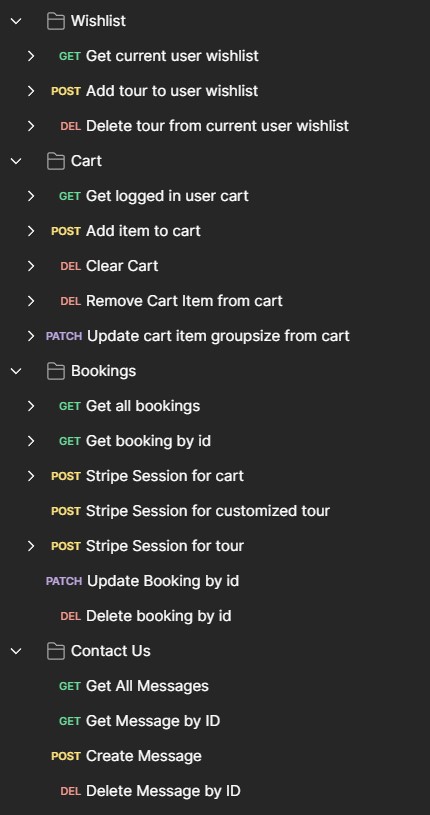 Wishlist
GET Get current user wishlist
POST Add tour to user wishlist
DEL Delete tour from current user wishlist
Cart
GET Get logged in user cart
POST Add item to cart
DEL Clear Cart
DEL Remove Cart Item from cart
PATCH Update cart item groupsize from cart
Bookings
GET Get all bookings
GET Get booking by id
POST Stripe Session for cart
POST Stripe Session for customized tour
POST Stripe Session for tour
PATCH Update Booking by id
DEL Delete booking by id
Contact Us
GET Get All Messages
GET Get Message by ID
POST Create Message
DEL Delete Message by ID